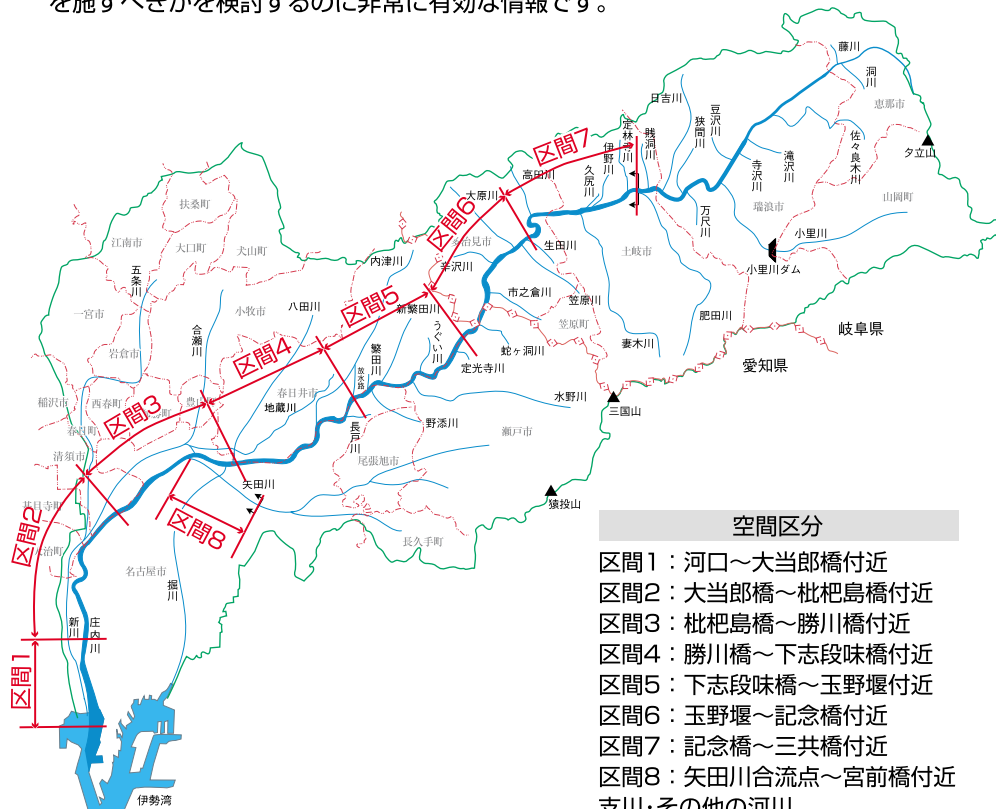 を施すべきかを検討するのに非常に有効な情報です。
藤川
洞川
恵那市
日吉川
豆沢川
狭間川
佐々良木川
夕立山
賎洞川
伊野川
区間7
久尻川
高田川
滝沢川
寺沢川
瑞浪市
山岡町
大原川
扶桑町
区間6
万尺川
小里川
江南市
大口町
犬山町
生田川
土岐市
内津川
辛沢川
小里川ダム
五条川
市之倉川
笠原川
八田川
区間5
新繁田川
一宮市
小牧市
肥田川
笠原町
岐阜県
合瀬川
うぐい川
妻木川
区間4
繁田川
蛇ヶ洞川
岩倉市
愛知県
放水路
定光寺川
春日井市
稲沢市
西春町
区間3
地蔵川
水野川
三国山
長戸川
野添川
瀬戸市
清須市
尾張旭市
矢田川
猿投山
区間2
区間8
長久手町
空間区分
名古屋市
掘川
区間1：河口〜大当郎橋付近
区間2：大当郎橋〜枇杷島橋付近
新川
庄内川
区間3：枇杷島橋〜勝川橋付近
区間4：勝川橋〜下志段味橋付近
区間1
区間5：下志段味橋〜玉野堰付近
区間6：玉野堰〜記念橋付近
区間7：記念橋〜三共橋付近
区間8：矢田川合流点〜宮前橋付近
伊勢湾
支川・その他の河川